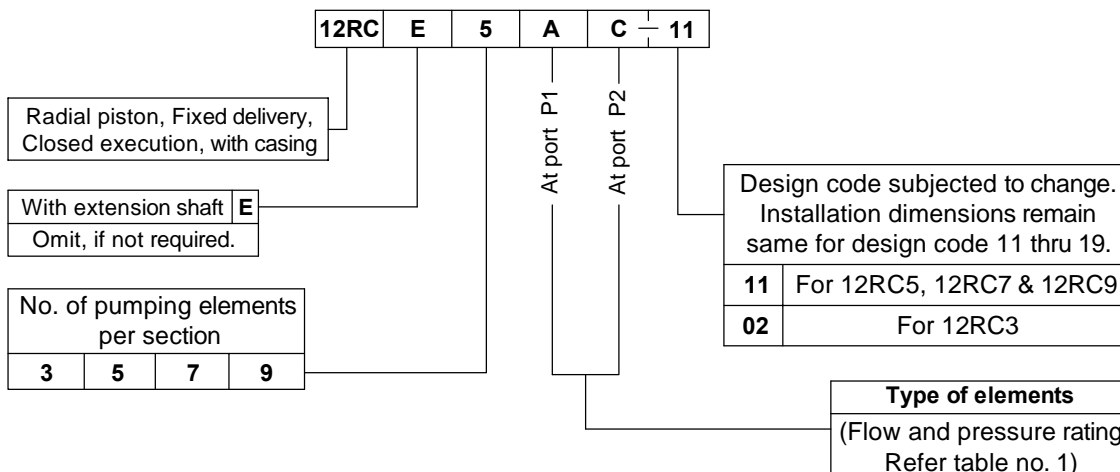 12RC E 5 A C – 11
Radial piston, Fixed delivery,
Closed execution, with casing
With extension shaft E
Omit, if not required.
No. of pumping elements
per section
3 5 7 9
At port P1
At port P2
Design code subjected to change.
Installation dimensions remain
same for design code 11 thru 19.
11 For 12RC5, 12RC7 & 12RC9
02 For 12RC3
Type of elements
(Flow and pressure rating
Refer table no. 1)